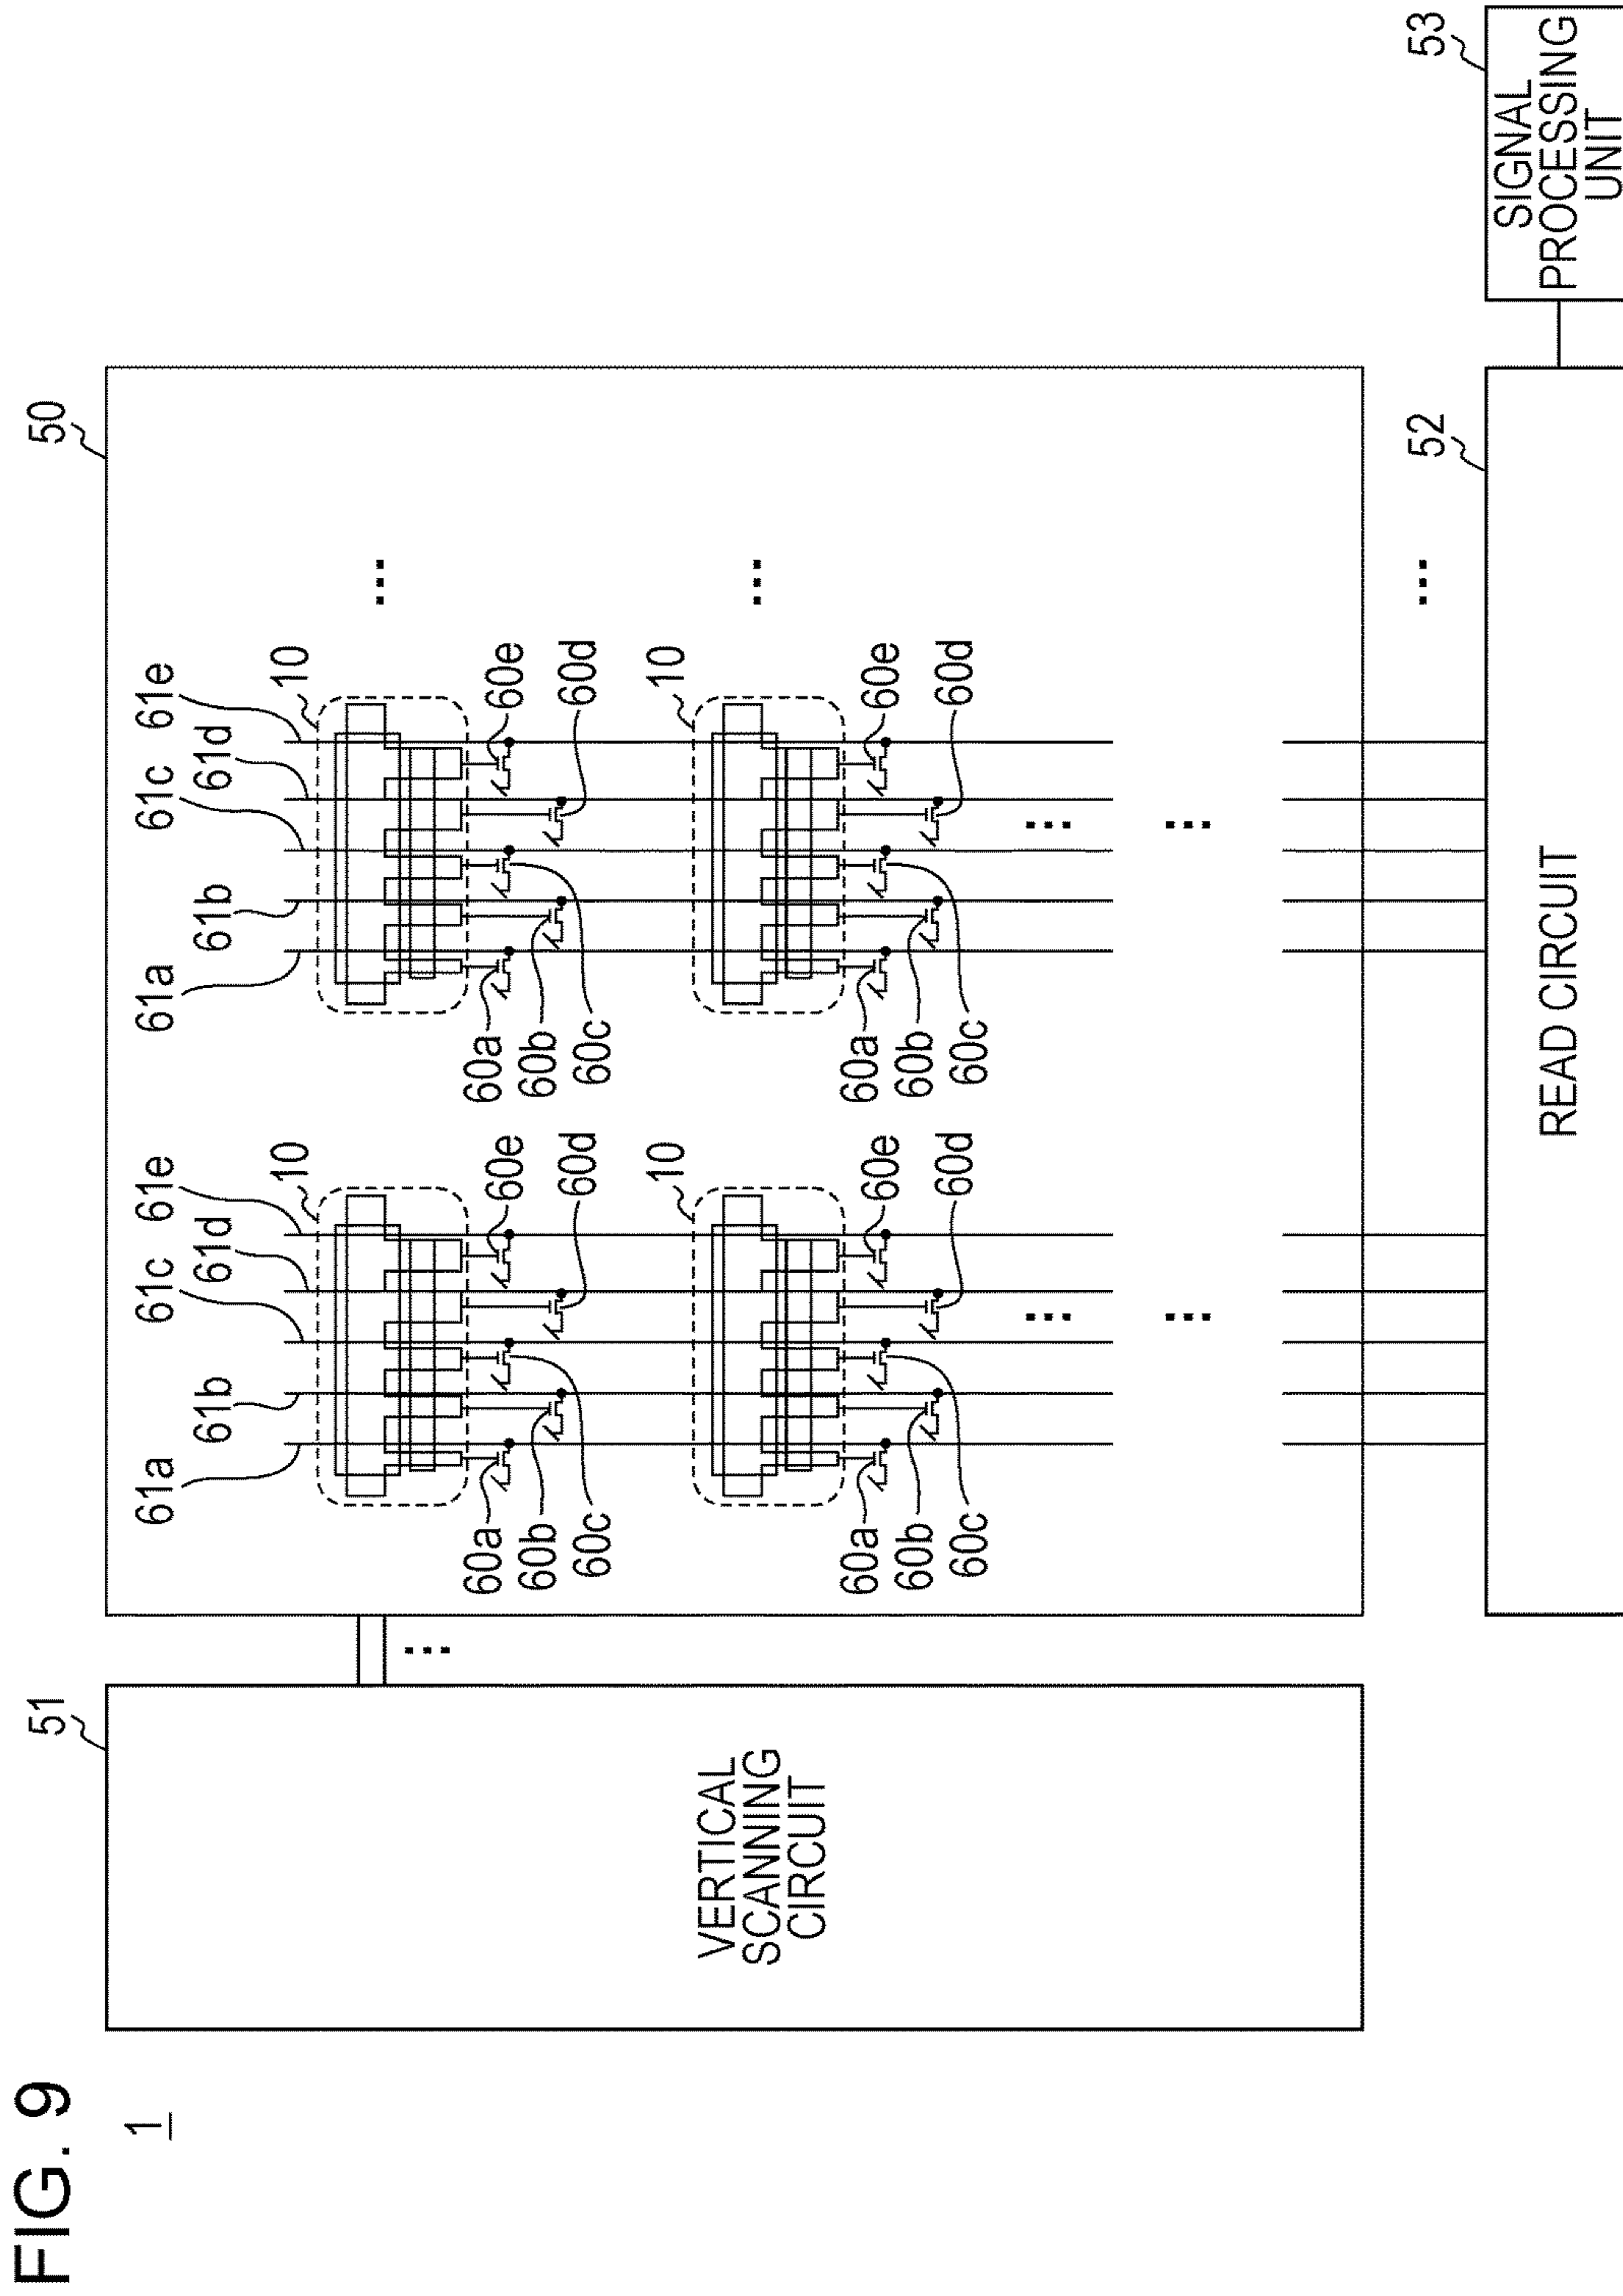 FIG. 9
1
51
VERTICAL
SCANNING
CIRCUIT
50
61a 61b 61c 61d 61e
10
60a 60b 60c 60e 60d
61a 61b 61c 61d 61e
10
60a 60b 60c 60e 60d
...
10
60a 60b 60c 60e 60d
10
60a 60b 60c 60e 60d
...
52
READ CIRCUIT
53
SIGNAL
PROCESSING
UNIT